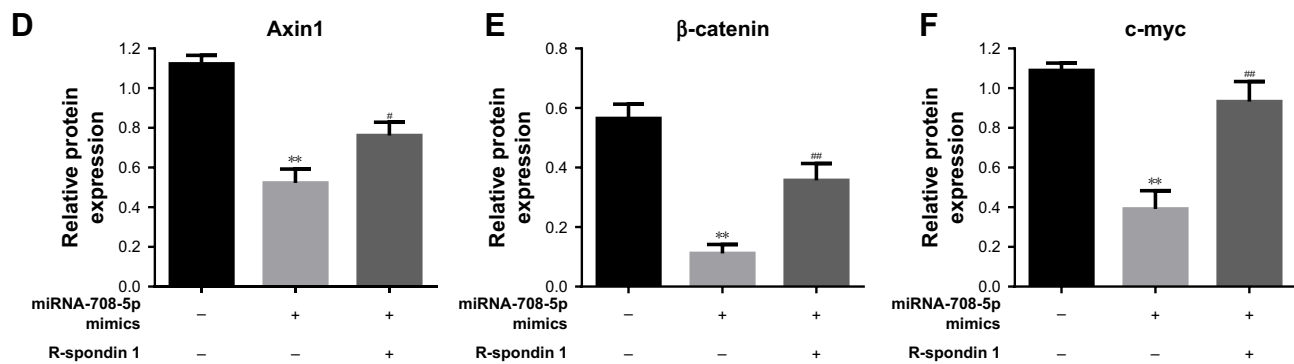 D
Axin1
Relative protein
expression
1.2
1.0
0.8
0.6
0.4
0.2
0.0
**
#
miRNA-708-5p
mimics
– + +
R-spondin 1
– – +
E
β-catenin
Relative protein
expression
0.8
0.6
0.4
0.2
0.0
**
##
miRNA-708-5p
mimics
– + +
R-spondin 1
– – +
F
c-myc
Relative protein
expression
1.2
1.0
0.8
0.6
0.4
0.2
0.0
**
##
miRNA-708-5p
mimics
– + +
R-spondin 1
– – +